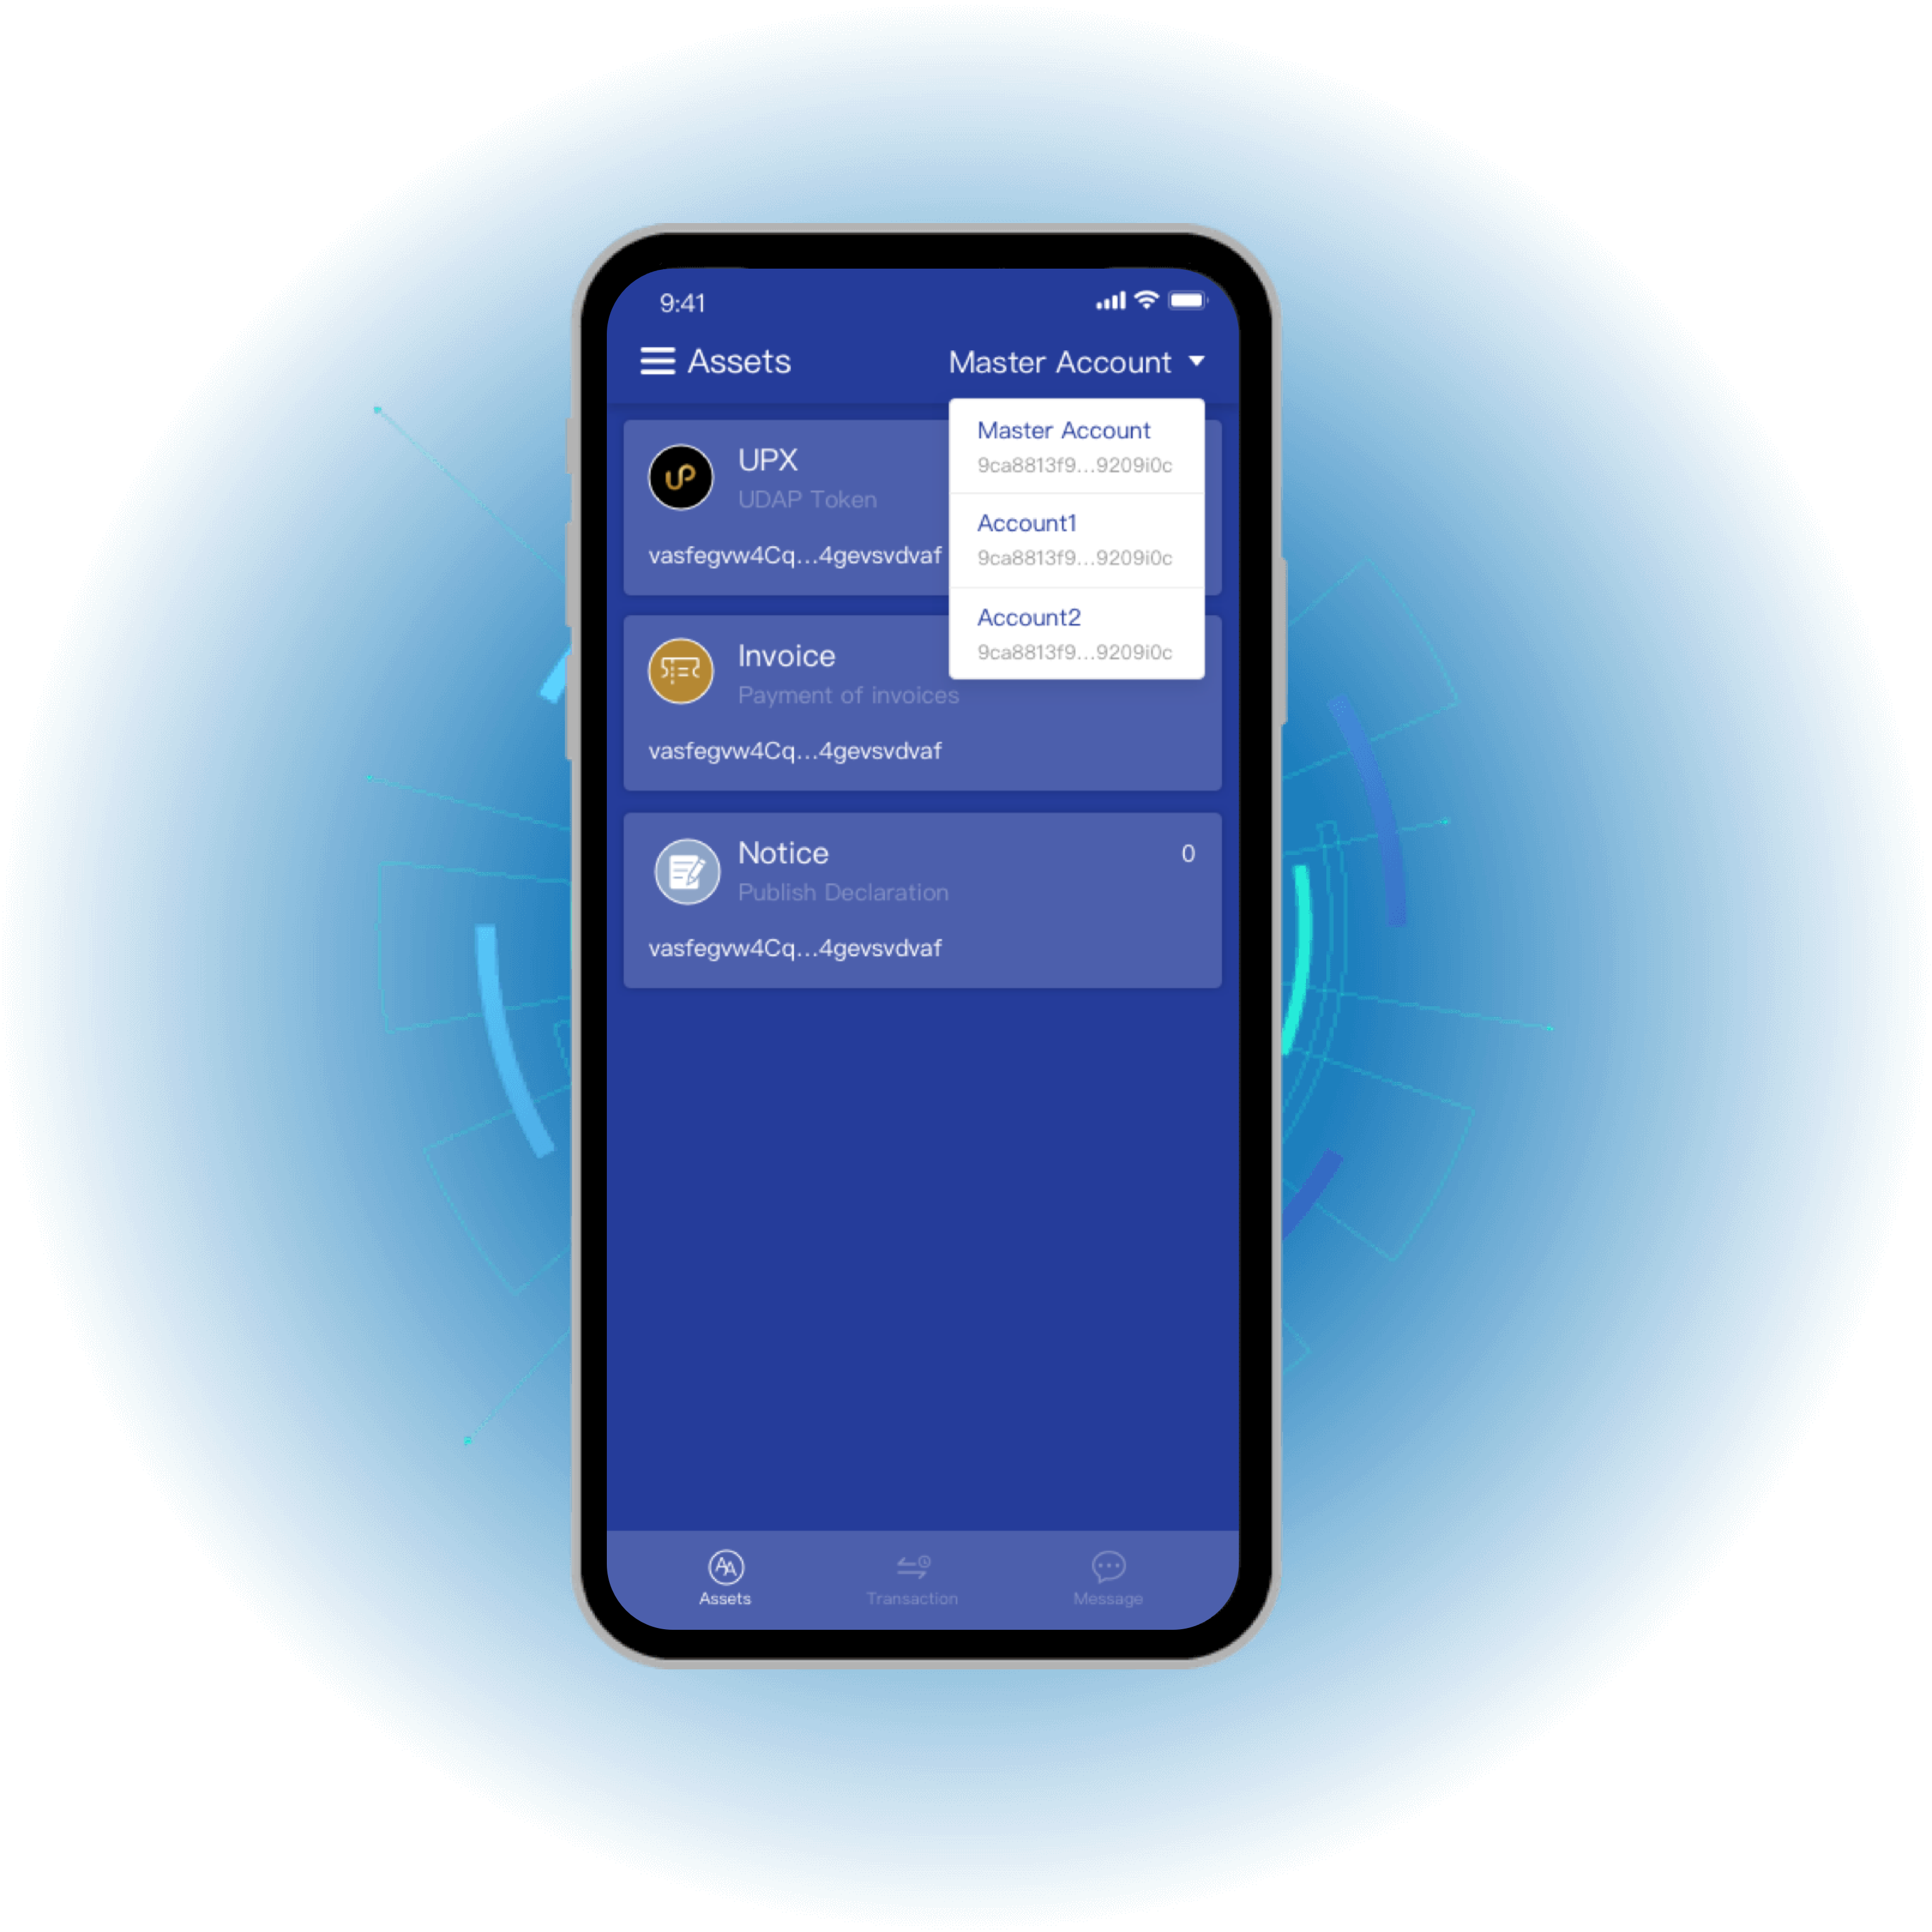 9:41
Assets
Master Account
Master Account
9ca8813f9...9209i0c
Account1
9ca8813f9...9209i0c
Account2
9ca8813f9...9209i0c
UPX
UDAP Token
vasfegvw4Cq...4gevsvdvaf
Invoice
Payment of invoices
vasfegvw4Cq...4gevsvdvaf
Notice
0
Publish Declaration
vasfegvw4Cq...4gevsvdvaf
Assets
Transaction
Message